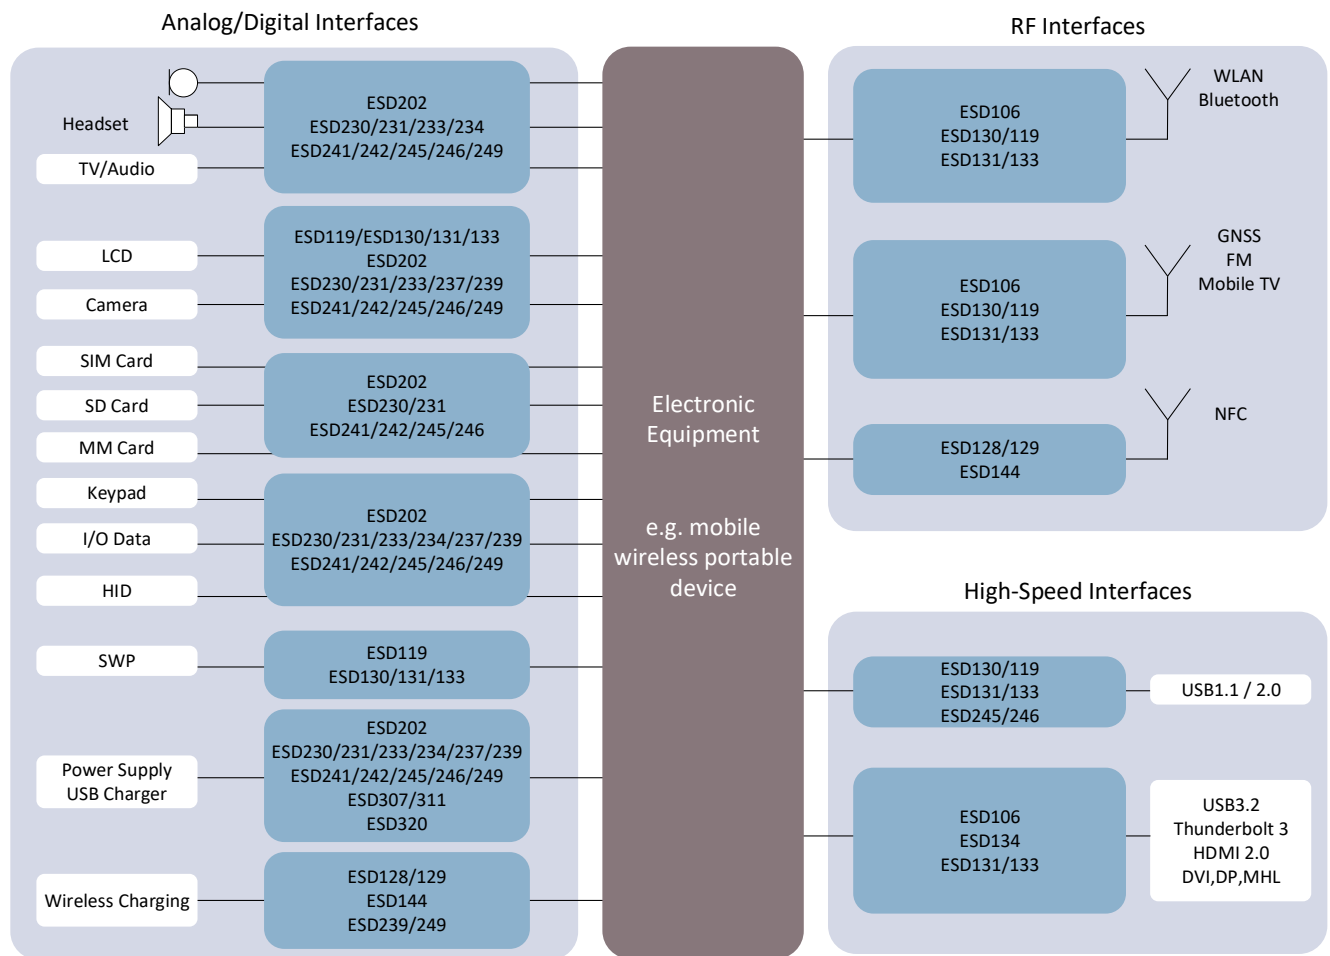 Analog/Digital Interfaces
Headset
TV/Audio
ESD202
ESD230/231/233/234
ESD241/242/245/246/249
LCD
Camera
ESD119/ESD130/131/133
ESD202
ESD230/231/233/237/239
ESD241/242/245/246/249
SIM Card
SD Card
MM Card
ESD202
ESD230/231
ESD241/242/245/246
Keypad
I/O Data
HID
ESD202
ESD230/231/233/234/237/239
ESD241/242/245/246/249
SWP
ESD119
ESD130/131/133
Power Supply
USB Charger
ESD202
ESD230/231/233/234/237/239
ESD241/242/245/246/249
ESD307/311
ESD320
Wireless Charging
ESD128/129
ESD144
ESD239/249
Electronic
Equipment
e.g. mobile
wireless portable
device
RF Interfaces
ESD106
ESD130/119
ESD131/133
WLAN
Bluetooth
ESD106
ESD130/119
ESD131/133
GNSS
FM
Mobile TV
ESD128/129
ESD144
NFC
High-Speed Interfaces
ESD130/119
ESD131/133
ESD245/246
USB1.1 / 2.0
ESD106
ESD134
ESD131/133
USB3.2
Thunderbolt 3
HDMI 2.0
DVI,DP,MHL